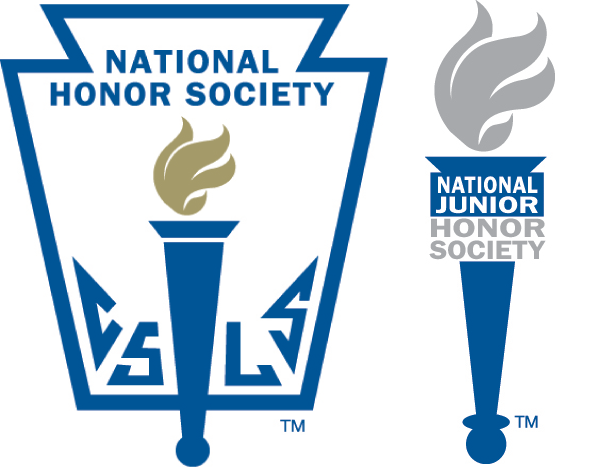 NATIONAL
HONOR SOCIETY
C S L S
TM
NATIONAL
JUNIOR
HONOR
SOCIETY
TM